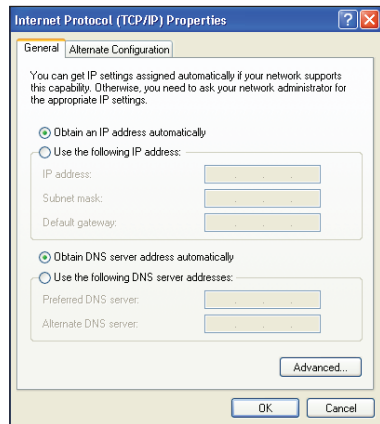 Internet Protocol (TCP/IP) Properties
General
Alternate Configuration
You can get IP settings assigned automatically if your network supports
this capability. Otherwise, you need to ask your network administrator for
the appropriate IP settings.
Obtain an IP address automatically
Use the following IP address:
IP address:
Subnet mask:
Default gateway:
Obtain DNS server address automatically
Use the following DNS server addresses:
Preferred DNS server:
Alternate DNS server:
Advanced...
OK
Cancel